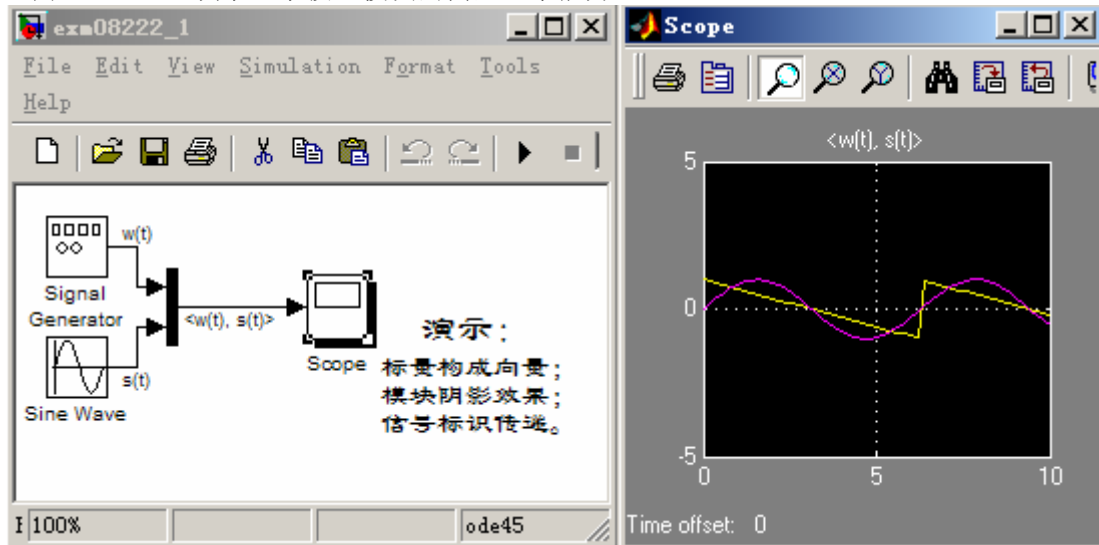 exm08222_1
File Edit View Simulation Format Tools
Help
w(t)
Signal
Generator
<w(t), s(t)>
s(t)
Sine Wave
Scope
演示：
标量构成向量；
模块阴影效果；
信号标识传递。
100%
ode45
Scope
<w(t), s(t)>
5
0
-5
0
5
10
Time offset: 0